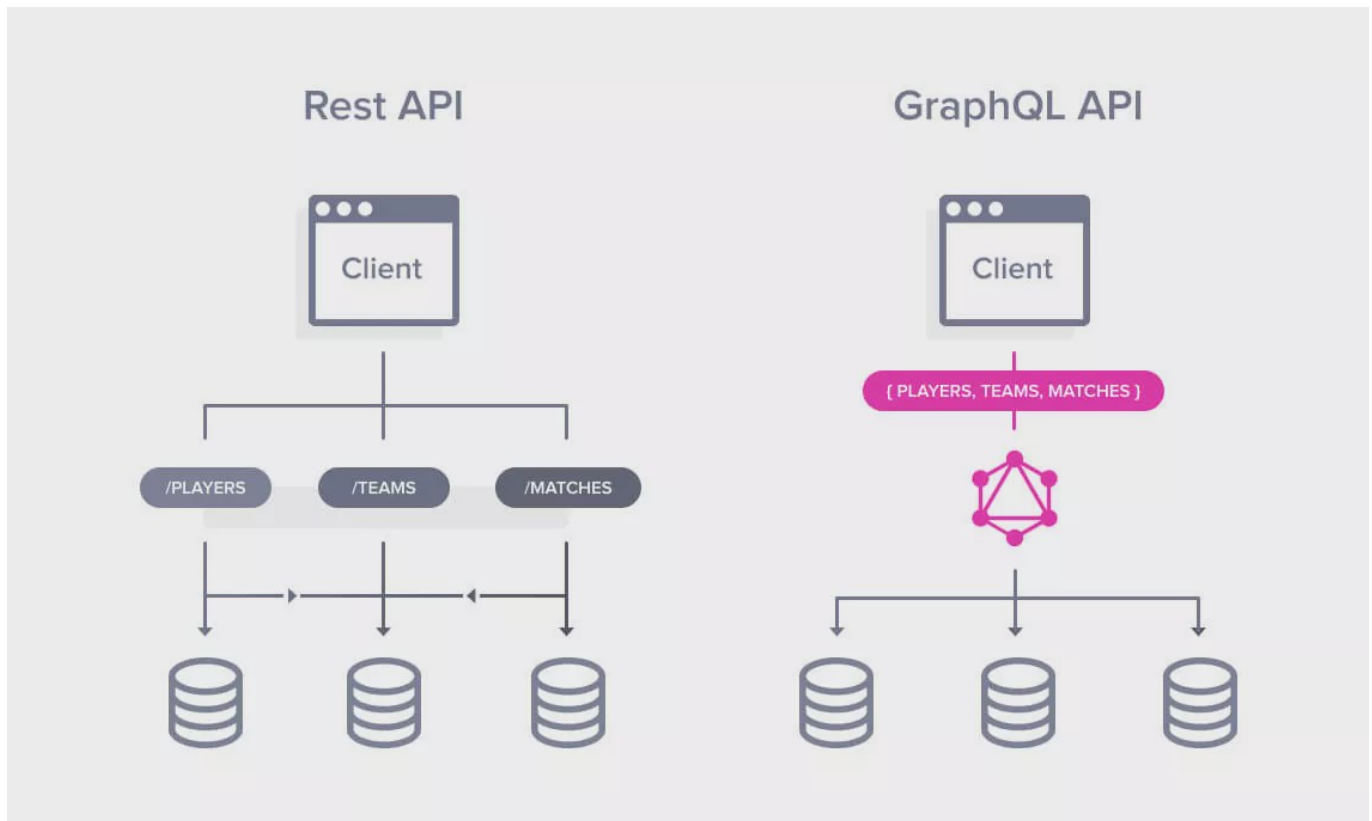 Rest API
GraphQL API
Client
Client
{ PLAYERS, TEAMS, MATCHES }
/PLAYERS
/TEAMS
/MATCHES